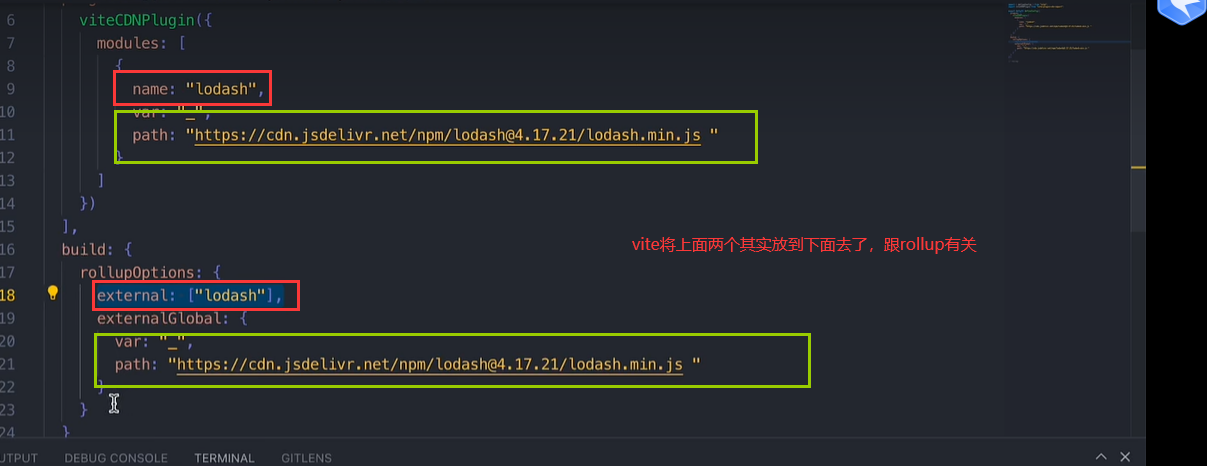 6 viteCDNPlugin({
7 modules: [
8 {
9 name: "lodash",
10 var: "_",
11 path: "https://cdn.jsdelivr.net/npm/lodash@4.17.21/lodash.min.js "
12 }
13 ]
14 })
15 ],
vite将上面两个其实放到下面去了，跟rollup有关
16 build: {
17 rollupOptions: {
18 external: ["lodash"],
19 externalGlobal: {
20 var: "_",
21 path: "https://cdn.jsdelivr.net/npm/lodash@4.17.21/lodash.min.js "
22 }
23 }
24 }
UTPUT DEBUG CONSOLE TERMINAL GITLENS